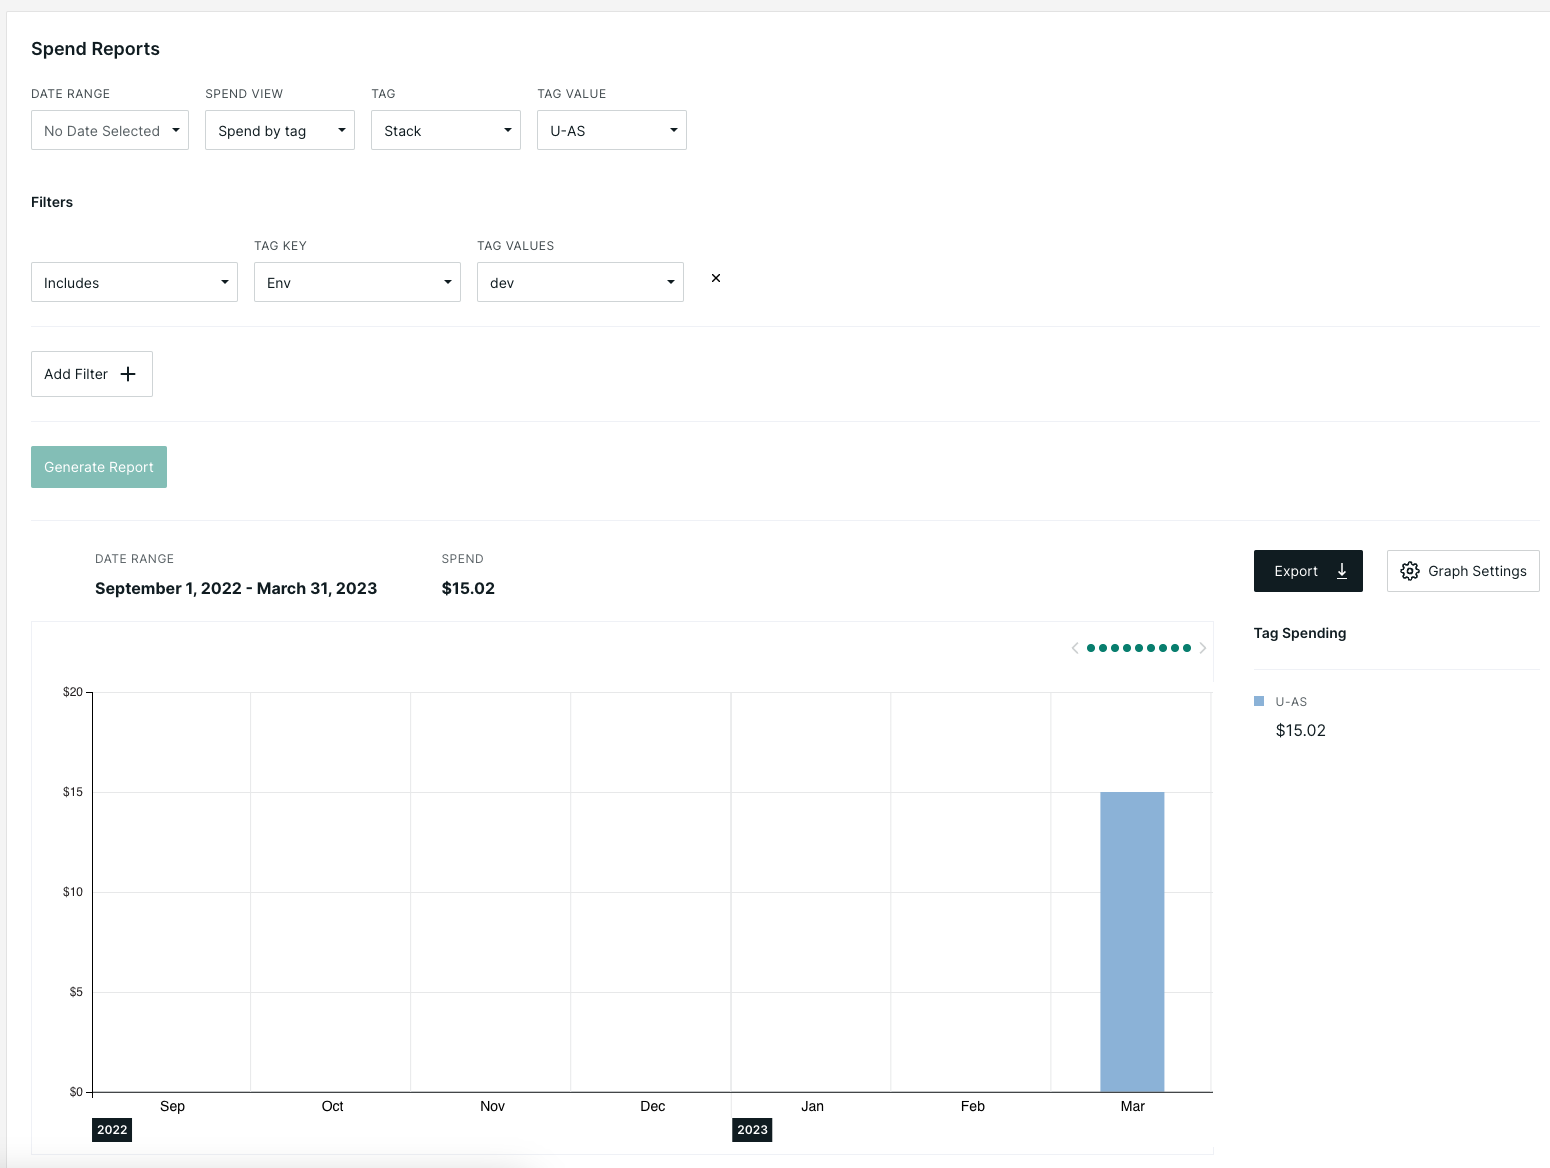 Spend Reports
DATE RANGE SPEND VIEW TAG TAG VALUE
No Date Selected Spend by tag Stack U-AS
Filters
TAG KEY TAG VALUES
Includes Env dev
Add Filter
Generate Report
DATE RANGE SPEND
September 1, 2022 - March 31, 2023 $15.02
Export Graph Settings
Tag Spending
U-AS
$15.02
$20
$15
$10
$5
$0
Sep Oct Nov Dec Jan Feb Mar
2022 2023